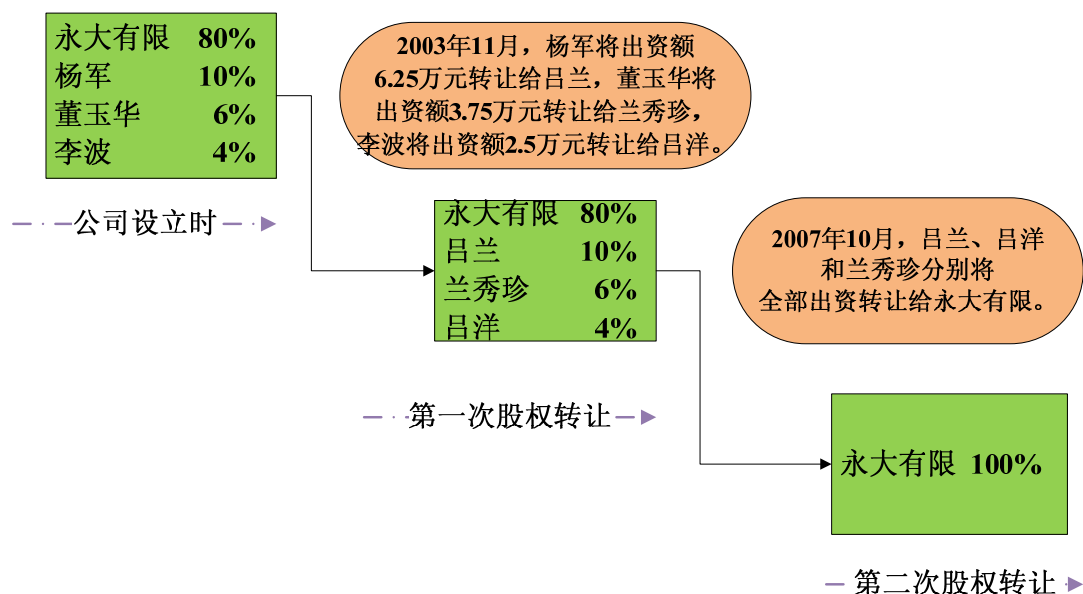 永大有限 80%
杨军 10%
董玉华 6%
李波 4%
2003年11月，杨军将出资额
6.25万元转让给吕兰，董玉华将
出资额3.75万元转让给兰秀珍，
李波将出资额2.5万元转让给吕洋。
公司设立时
永大有限 80%
吕兰 10%
兰秀珍 6%
吕洋 4%
2007年10月，吕兰、吕洋
和兰秀珍分别将
全部出资转让给永大有限。
第一次股权转让
永大有限 100%
第二次股权转让